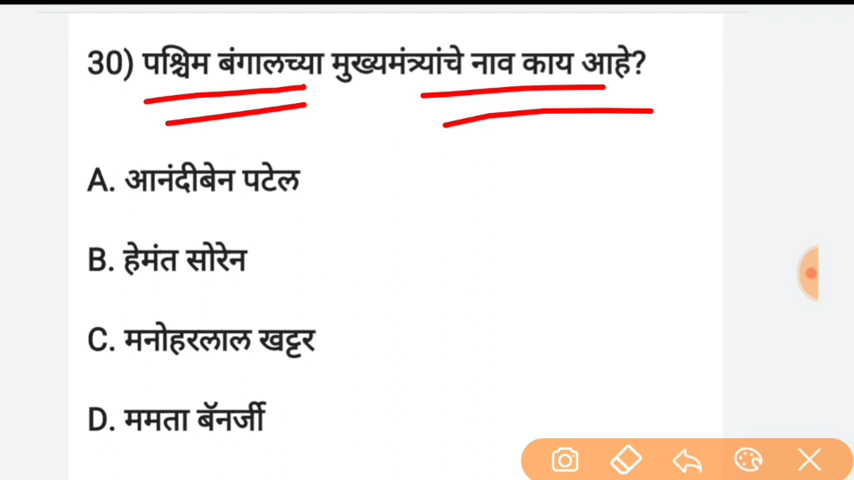 30) पश्चिम बंगालच्या मुख्यमंत्र्यांचे नाव काय आहे?
A. आनंदीबेन पटेल
B. हेमंत सोरेन
C. मनोहरलाल खट्टर
D. ममता बॅनर्जी